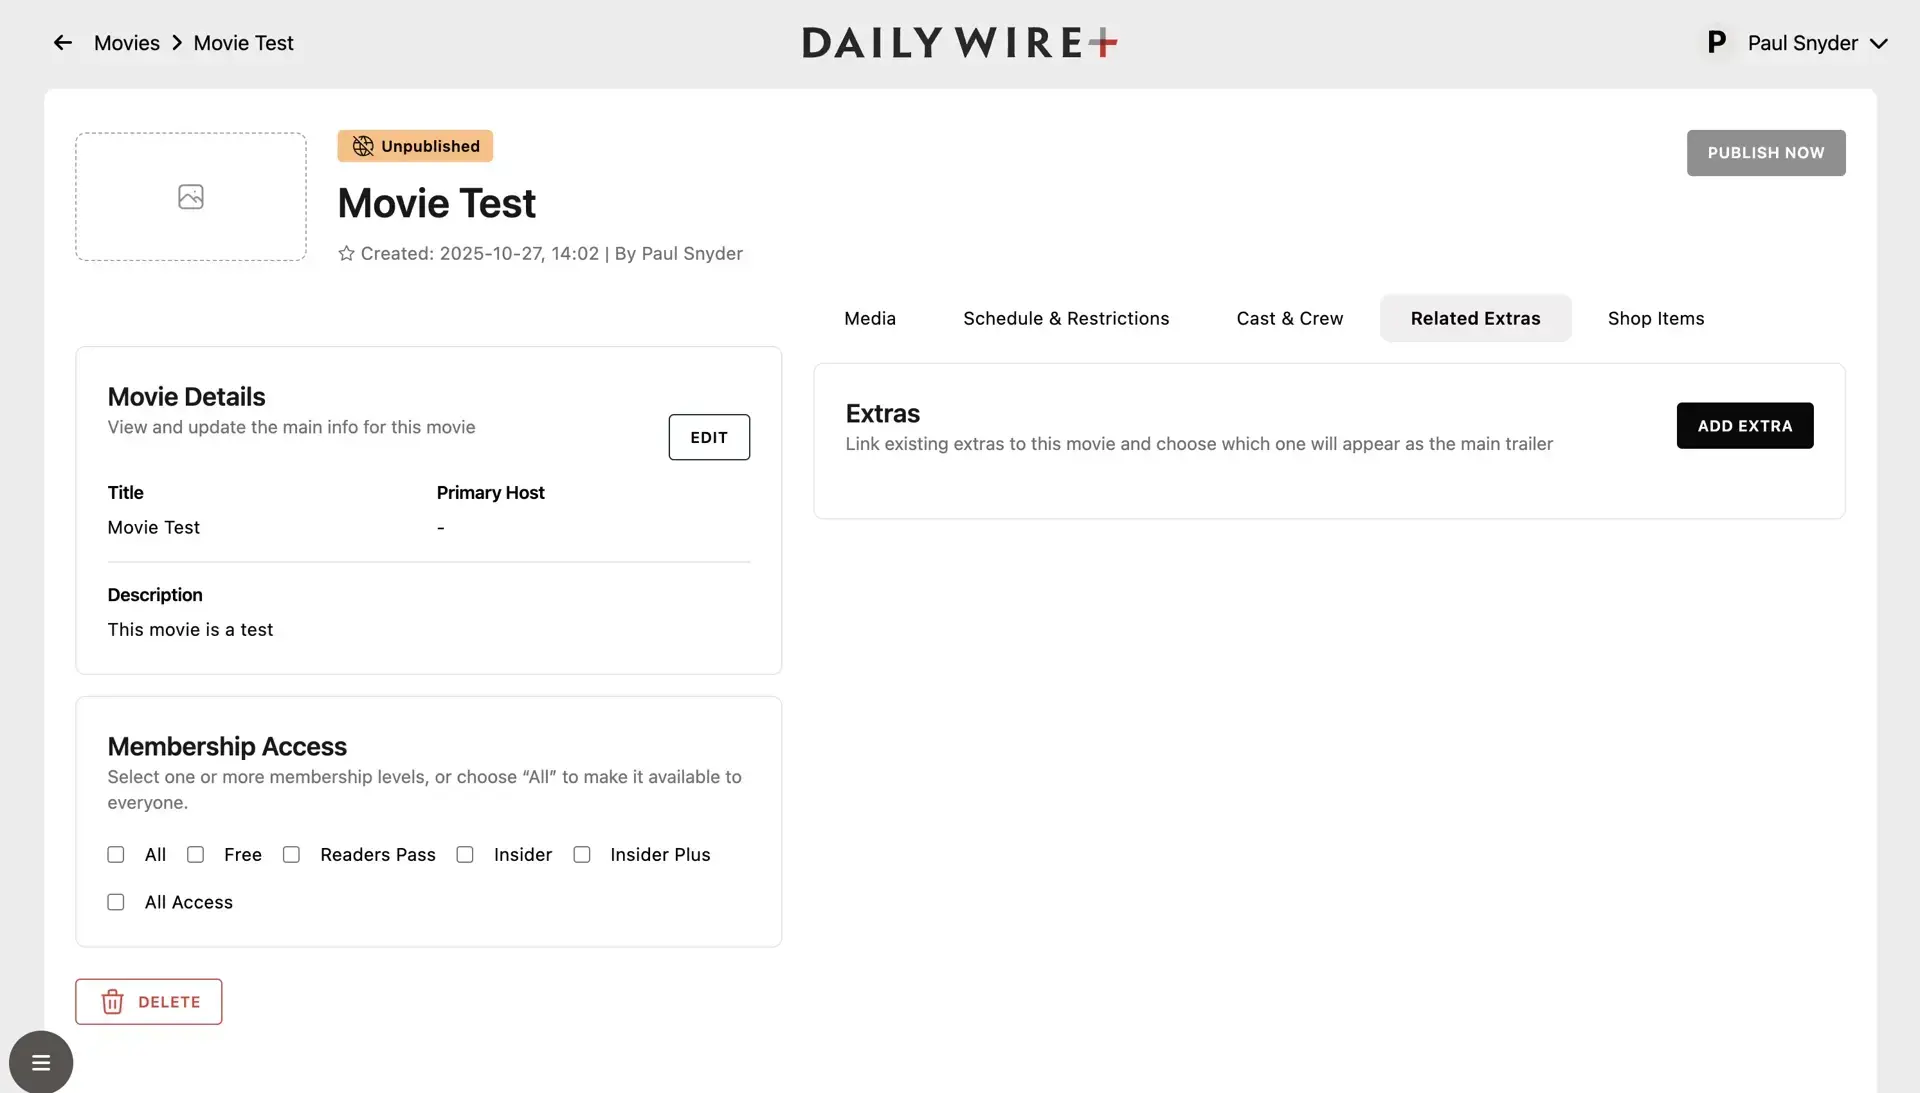 Movies > Movie Test
DAILY WIRE+
P Paul Snyder
Unpublished
PUBLISH NOW
Movie Test
Created: 2025-10-27, 14:02 | By Paul Snyder
Media Schedule & Restrictions Cast & Crew Related Extras Shop Items
Movie Details
View and update the main info for this movie
EDIT
Title Primary Host
Movie Test -
Description
This movie is a test
Extras
Link existing extras to this movie and choose which one will appear as the main trailer
ADD EXTRA
Membership Access
Select one or more membership levels, or choose “All” to make it available to
everyone.
All Free Readers Pass Insider Insider Plus
All Access
DELETE